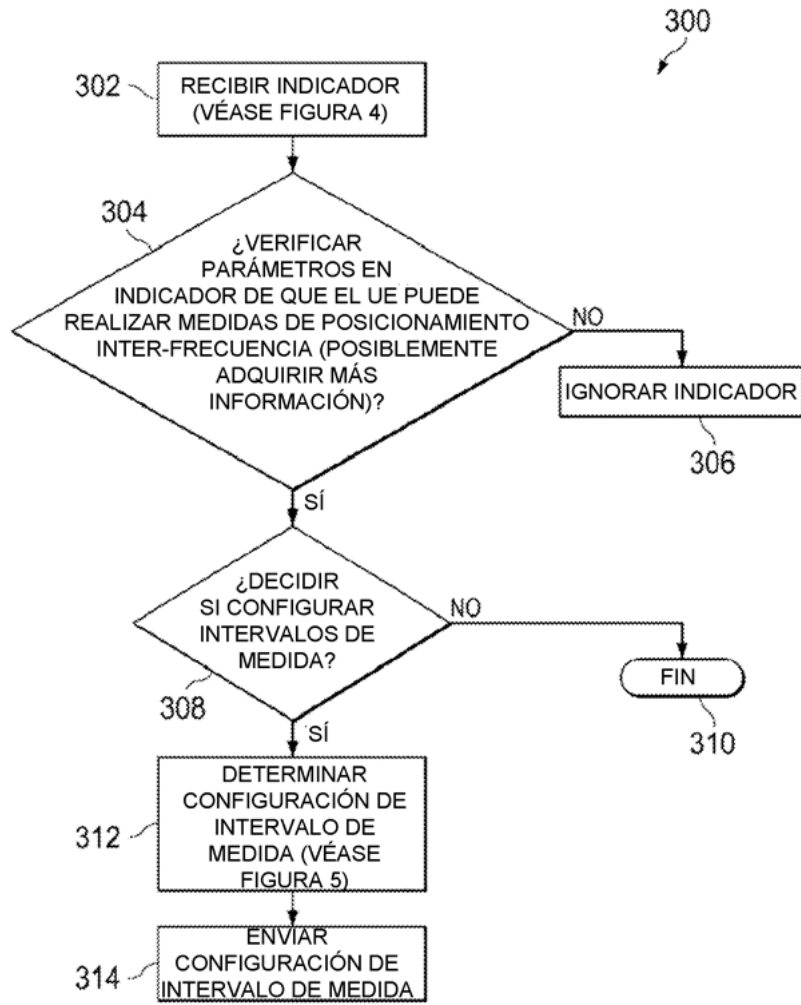 300
302
RECIBIR INDICADOR
(VÉASE FIGURA 4)
304
¿VERIFICAR
PARÁMETROS EN
INDICADOR DE QUE EL UE PUEDE
REALIZAR MEDIDAS DE POSICIONAMIENTO
INTER-FRECUENCIA (POSIBLEMENTE
ADQUIRIR MÁS
INFORMACIÓN)?
NO
IGNORAR INDICADOR
306
SÍ
¿DECIDIR
SI CONFIGURAR
INTERVALOS DE
MEDIDA?
308
NO
FIN
310
SÍ
312
DETERMINAR
CONFIGURACIÓN DE
INTERVALO DE
MEDIDA (VÉASE
FIGURA 5)
314
ENVIAR
CONFIGURACIÓN DE
INTERVALO DE MEDIDA